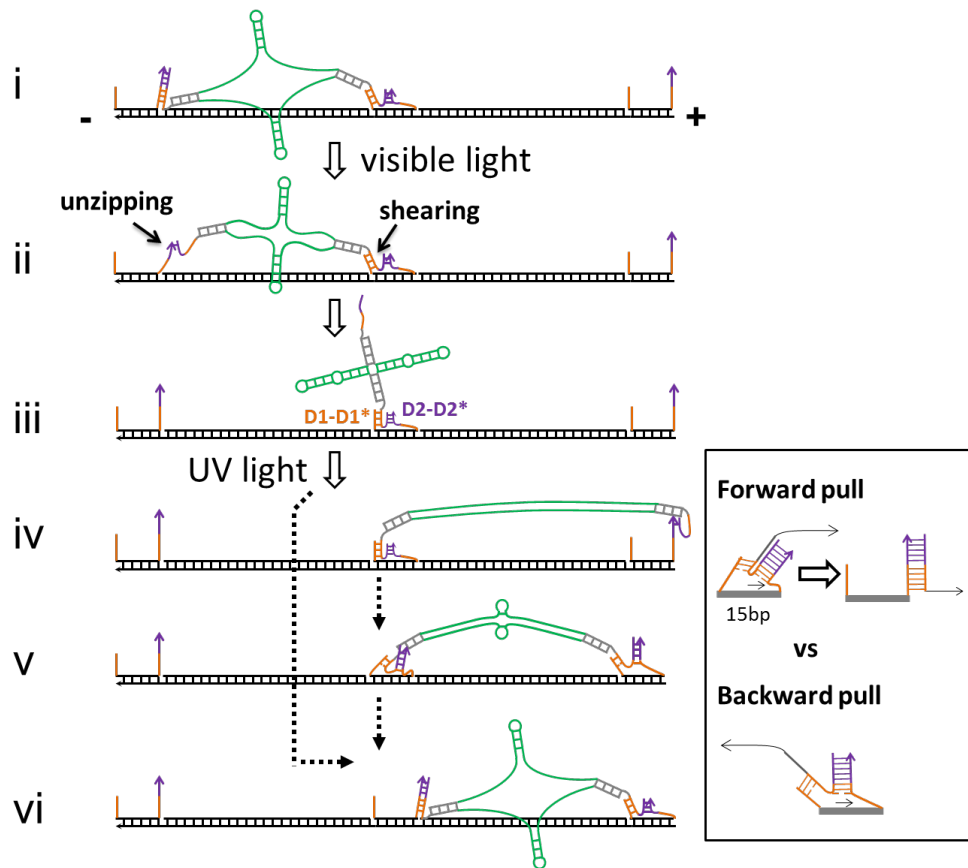 i
- +
visible light
unzipping
shearing
ii
iii
D1-D1* D2-D2*
UV light
iv
v
vi
Forward pull
15bp
vs
Backward pull